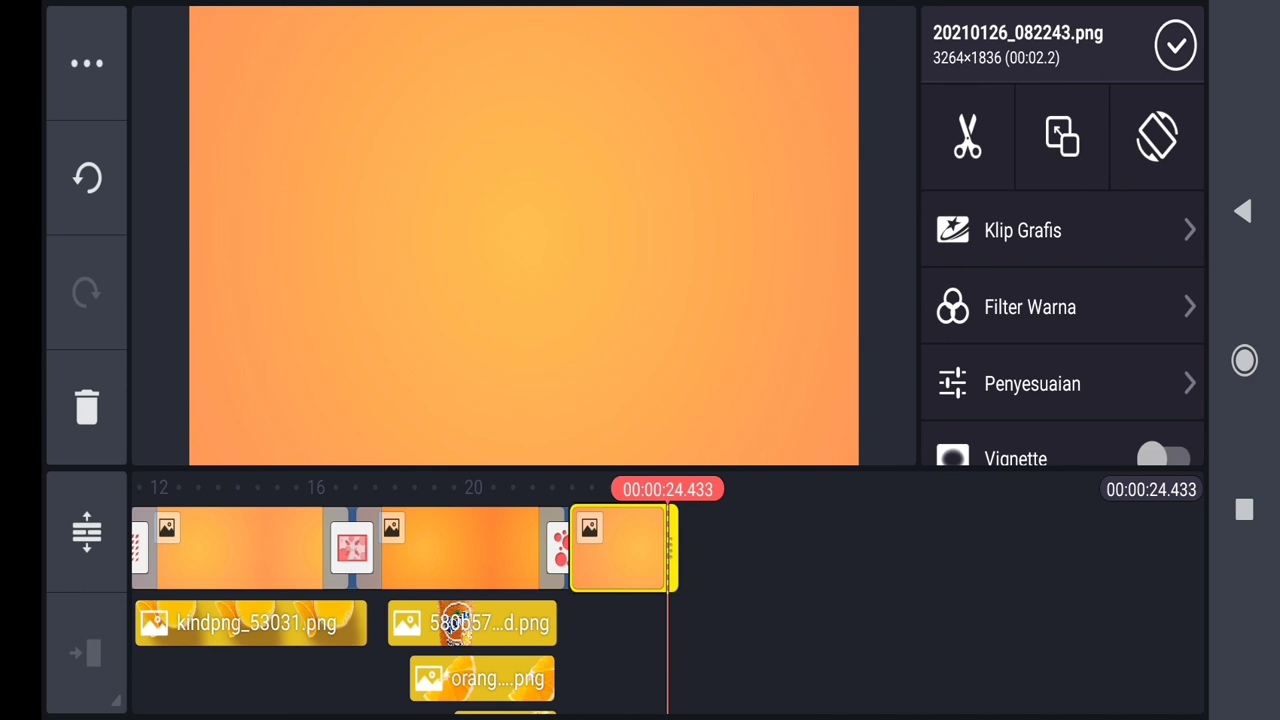 20210126_082243.png
3264×1836 (00:02.2)
Klip Grafis
Filter Warna
Penyesuaian
Vignette
12
16
20
00:00:24.433
00:00:24.433
kindpng_53031.png
580b57...d.png
orang....png